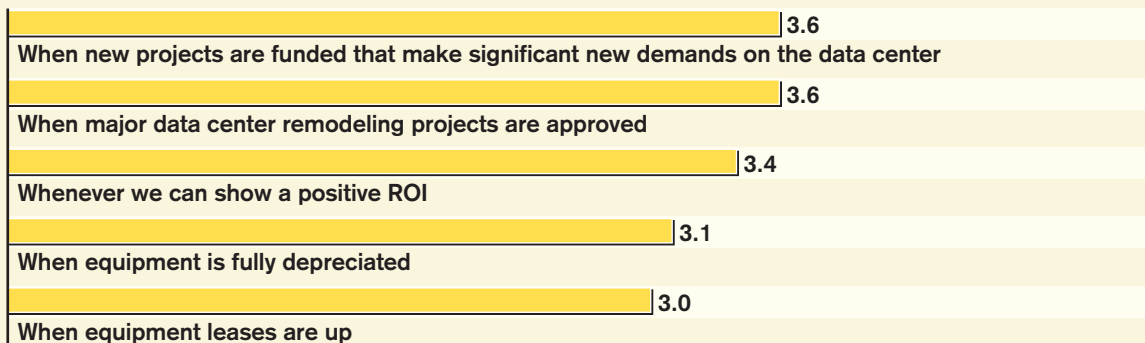 3.6
When new projects are funded that make significant new demands on the data center
3.6
When major data center remodeling projects are approved
3.4
Whenever we can show a positive ROI
3.1
When equipment is fully depreciated
3.0
When equipment leases are up